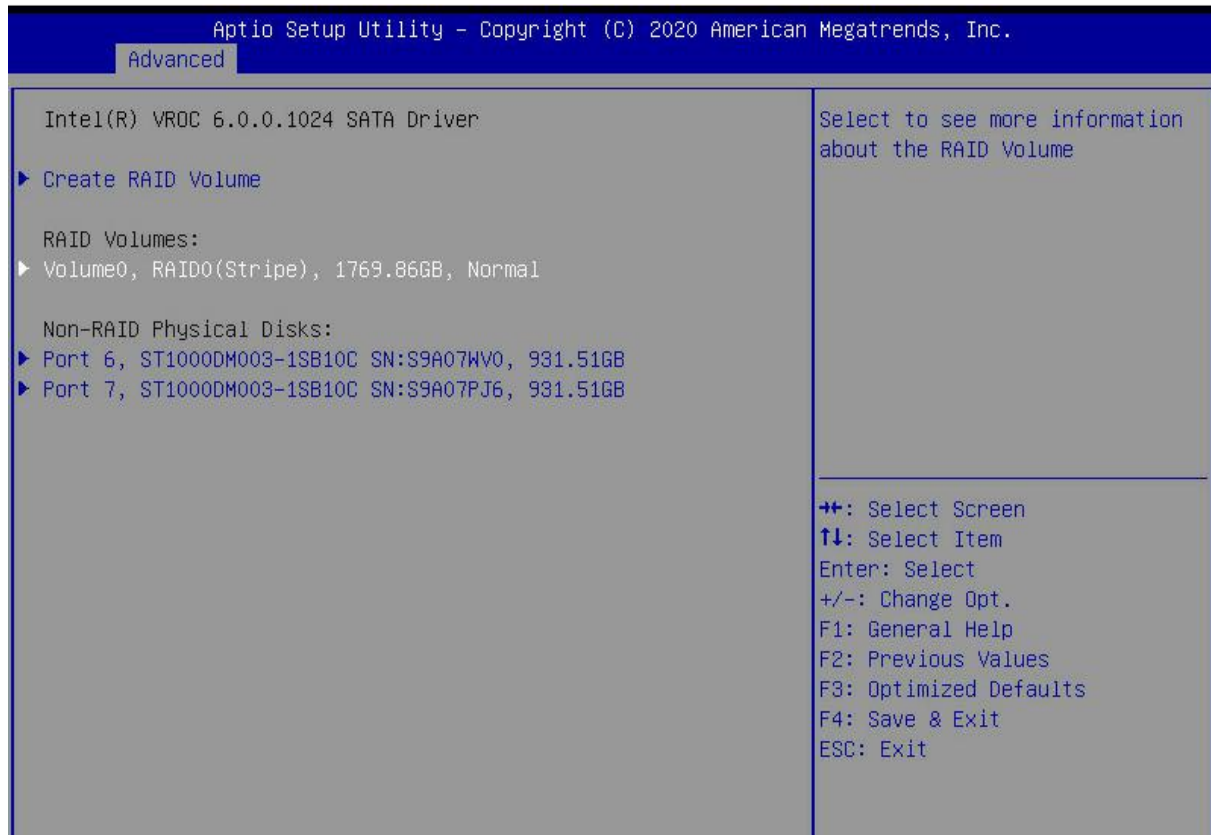 Aptio Setup Utility – Copyright (C) 2020 American Megatrends, Inc.
Advanced
Intel(R) VROC 6.0.0.1024 SATA Driver
▶ Create RAID Volume
RAID Volumes:
▶ Volume0, RAID0(Stripe), 1769.86GB, Normal
Non-RAID Physical Disks:
▶ Port 6, ST1000DM003-1SB10C SN:S9A07WV0, 931.51GB
▶ Port 7, ST1000DM003-1SB10C SN:S9A07PJ6, 931.51GB
Select to see more information
about the RAID Volume
→←: Select Screen
↑↓: Select Item
Enter: Select
+/-: Change Opt.
F1: General Help
F2: Previous Values
F3: Optimized Defaults
F4: Save & Exit
ESC: Exit